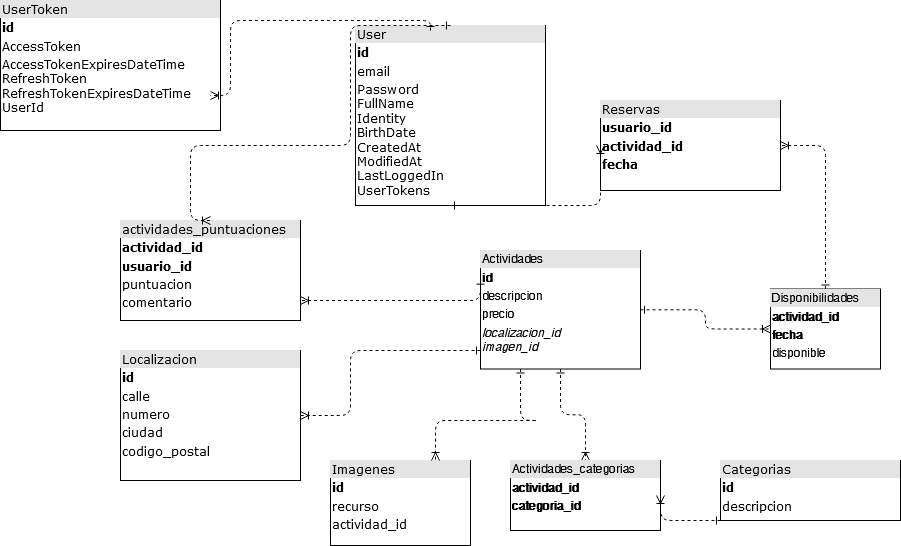 UserToken
id
AccessToken
AccessTokenExpiresDateTime
RefreshToken
RefreshTokenExpiresDateTime
UserId
User
id
email
Password
FullName
Identity
BirthDate
CreatedAt
ModifiedAt
LastLoggedIn
UserTokens
Reservas
usuario_id
actividad_id
fecha
actividades_puntuaciones
actividad_id
usuario_id
puntuacion
comentario
Actividades
id
descripcion
precio
localizacion_id
imagen_id
Disponibilidades
actividad_id
fecha
disponible
Localizacion
id
calle
numero
ciudad
codigo_postal
Imagenes
id
recurso
actividad_id
Actividades_categorias
actividad_id
categoria_id
Categorias
id
descripcion